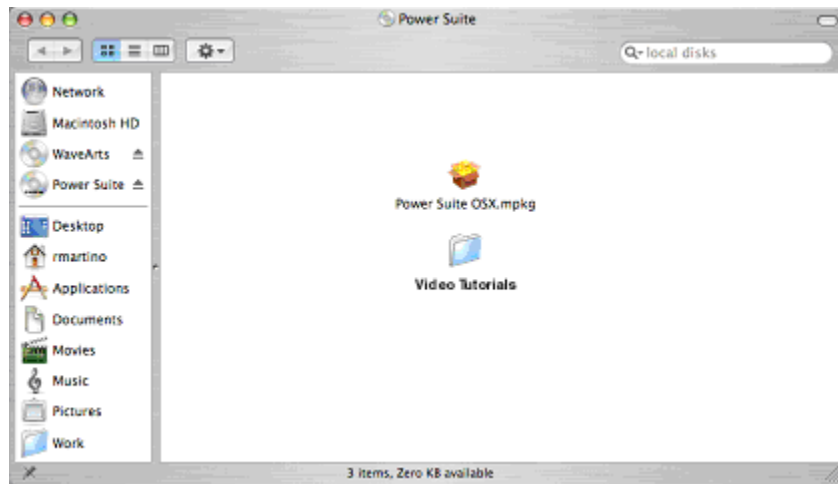 Power Suite
local disks
Network
Macintosh HD
WaveArts
Power Suite
Desktop
rmartino
Applications
Documents
Movies
Music
Pictures
Work
Power Suite OSX.mpkg
Video Tutorials
3 items, Zero KB available